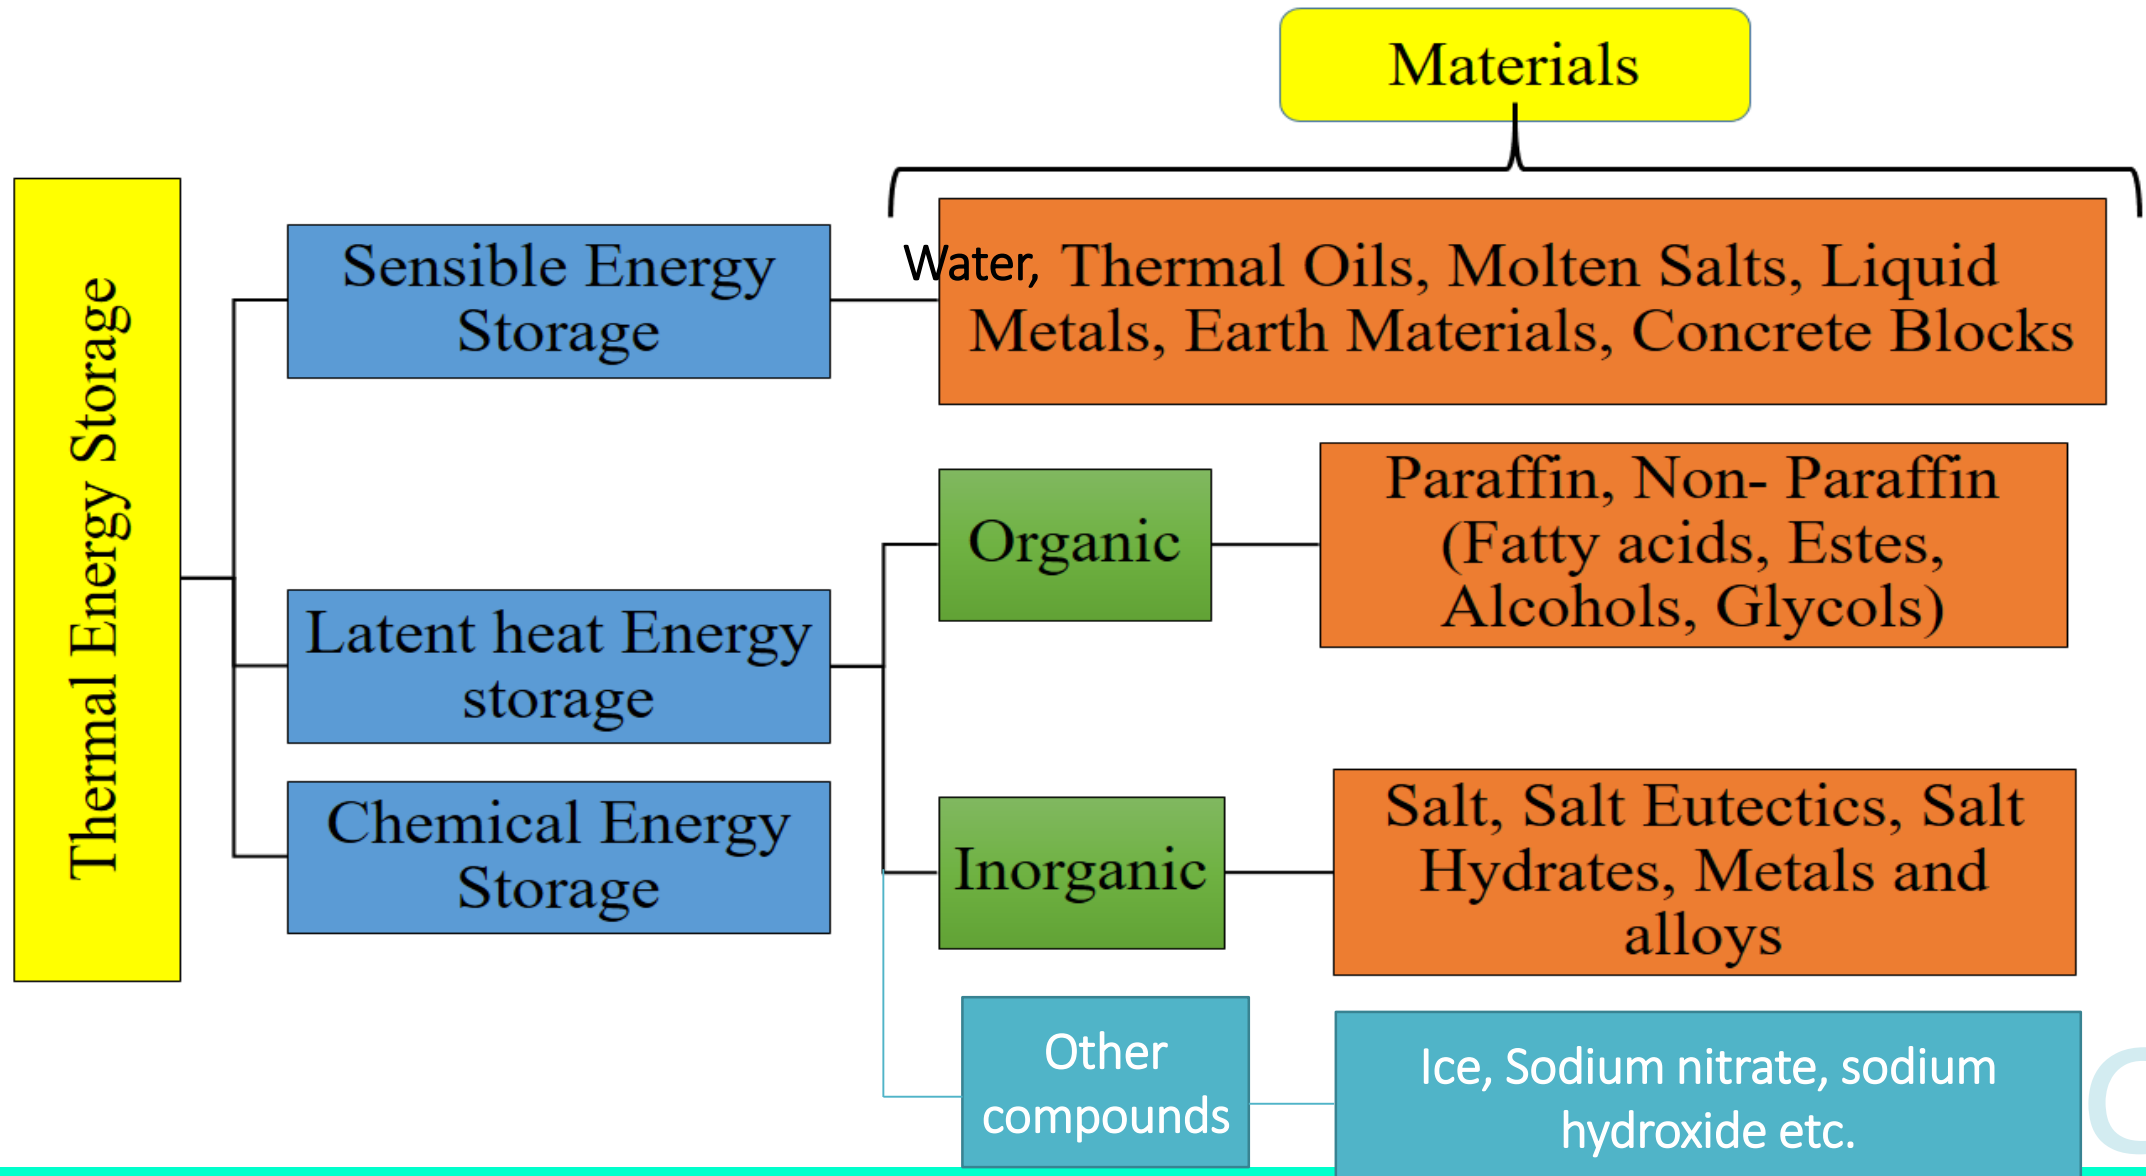 Materials
Thermal Energy Storage
Sensible Energy
Storage
Water, Thermal Oils, Molten Salts, Liquid
Metals, Earth Materials, Concrete Blocks
Latent heat Energy
storage
Organic
Paraffin, Non- Paraffin
(Fatty acids, Estes,
Alcohols, Glycols)
Inorganic
Salt, Salt Eutectics, Salt
Hydrates, Metals and
alloys
Other
compounds
Ice, Sodium nitrate, sodium
hydroxide etc.
Chemical Energy
Storage